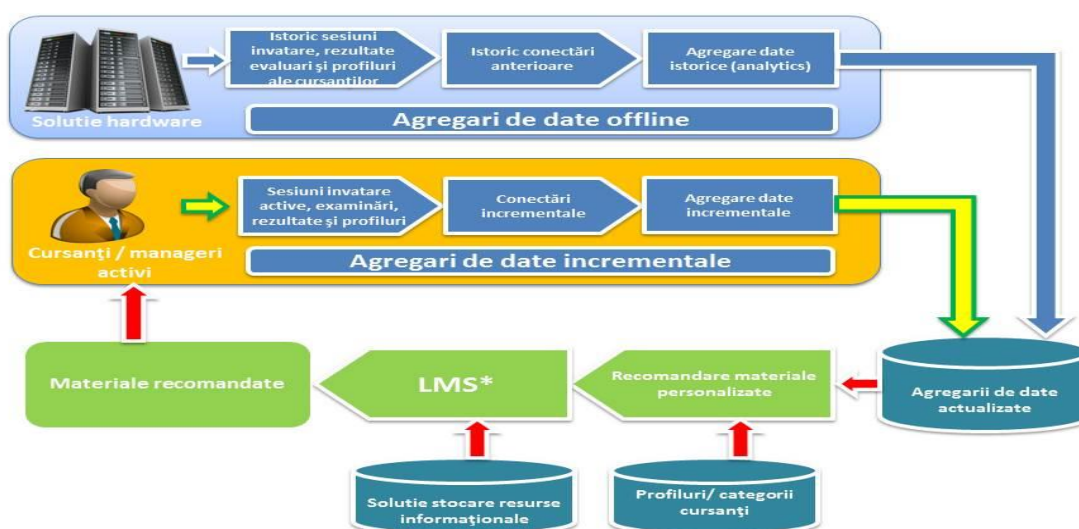 Istoric sesiuni
invatare, rezultate
evaluari şi profiluri
ale cursanţilor
Istoric conectări
anterioare
Agregare date
istorice (analytics)
Solutie hardware
Agregari de date offline
Sesiuni invatare
active, examinări,
rezultate şi profiluri
Conectări
incrementale
Agregare date
incrementale
Cursanţi / manageri
activi
Agregari de date incrementale
Materiale recomandate
LMS*
Recomandare materiale
personalizate
Agregarii de date
actualizate
Solutie stocare resurse
informaţionale
Profiluri/ categorii
cursanţi